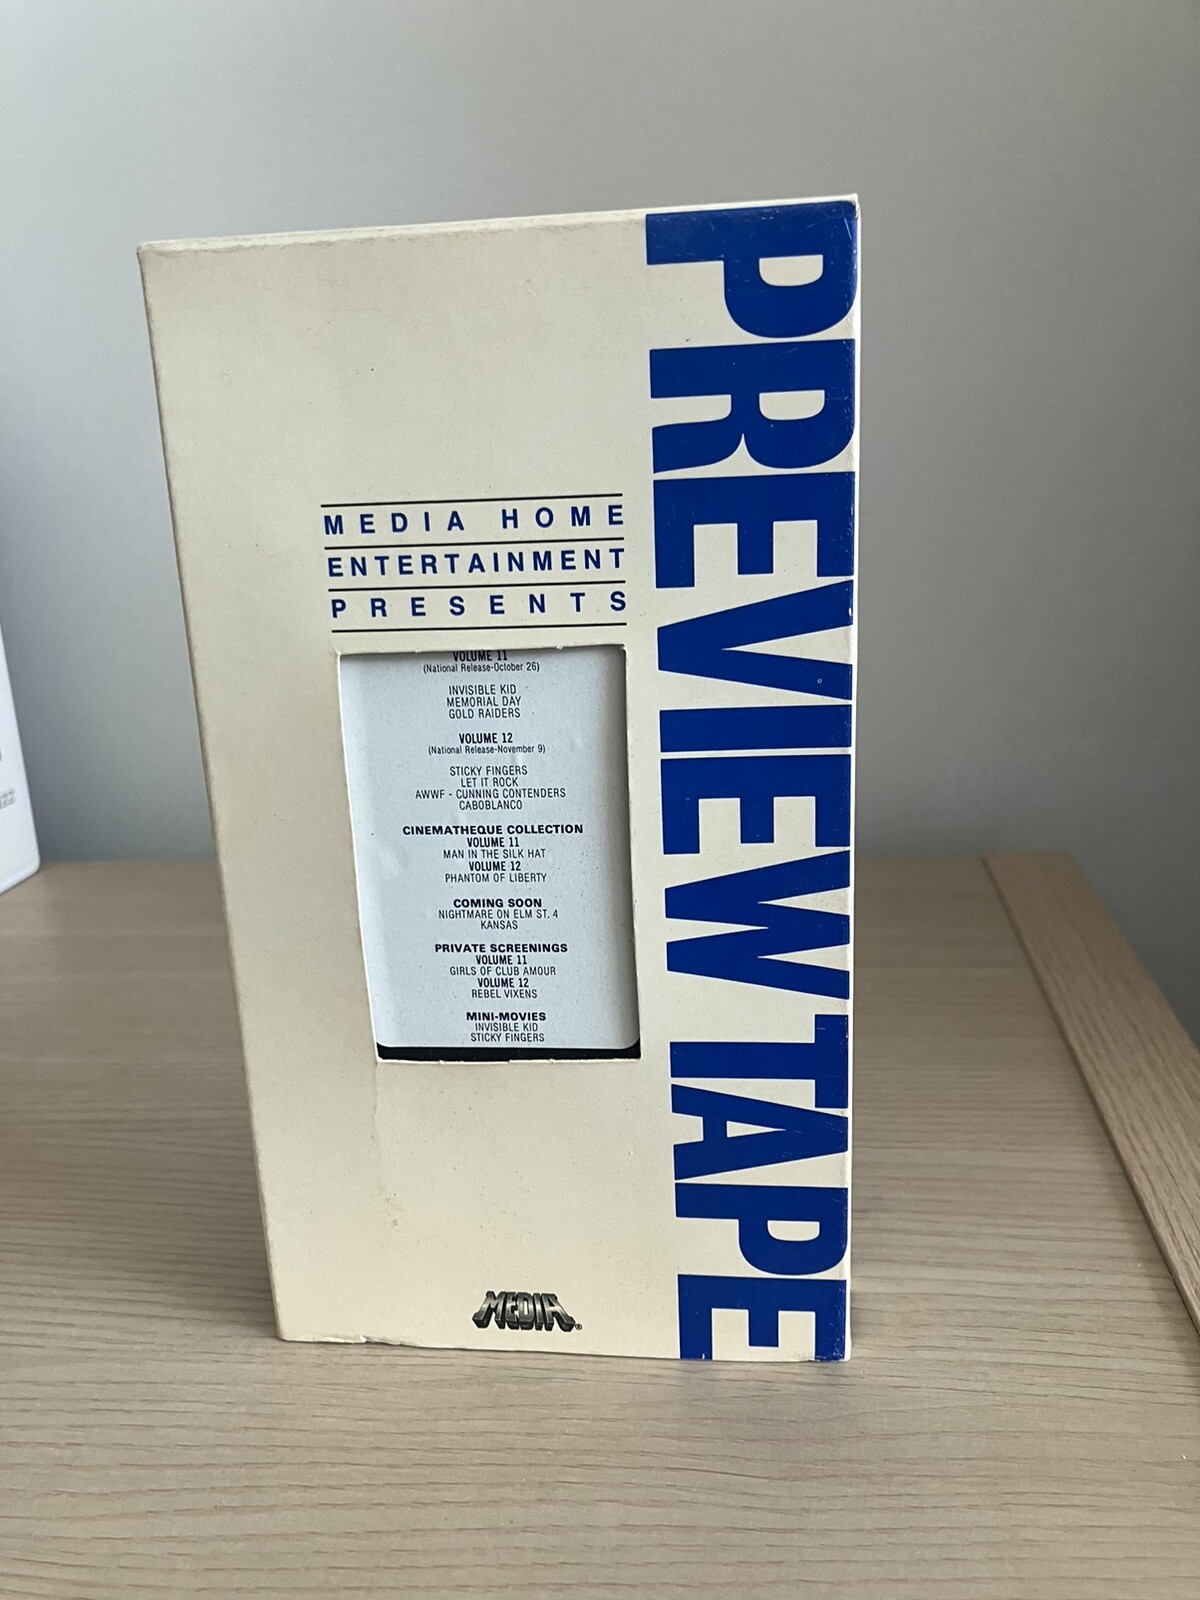 MEDIA HOME
ENTERTAINMENT
PRESENTS
VOLUME 11
(National Release-October 26)
INVISIBLE KID
MEMORIAL DAY
GOLD RAIDERS
VOLUME 12
(National Release-November 9)
STICKY FINGERS
LET IT ROCK
AWWF - CUNNING CONTENDERS
CABOBLANCO
CINEMATHEQUE COLLECTION
VOLUME 11
MAN IN THE SILK HAT
VOLUME 12
PHANTOM OF LIBERTY
COMING SOON
NIGHTMARE ON ELM ST. 4
KANSAS
PRIVATE SCREENINGS
VOLUME 11
GIRLS OF CLUB AMOUR
VOLUME 12
REBEL VIXENS
MINI-MOVIES
INVISIBLE KID
STICKY FINGERS
MEDIA®
PREVIEW TAPE